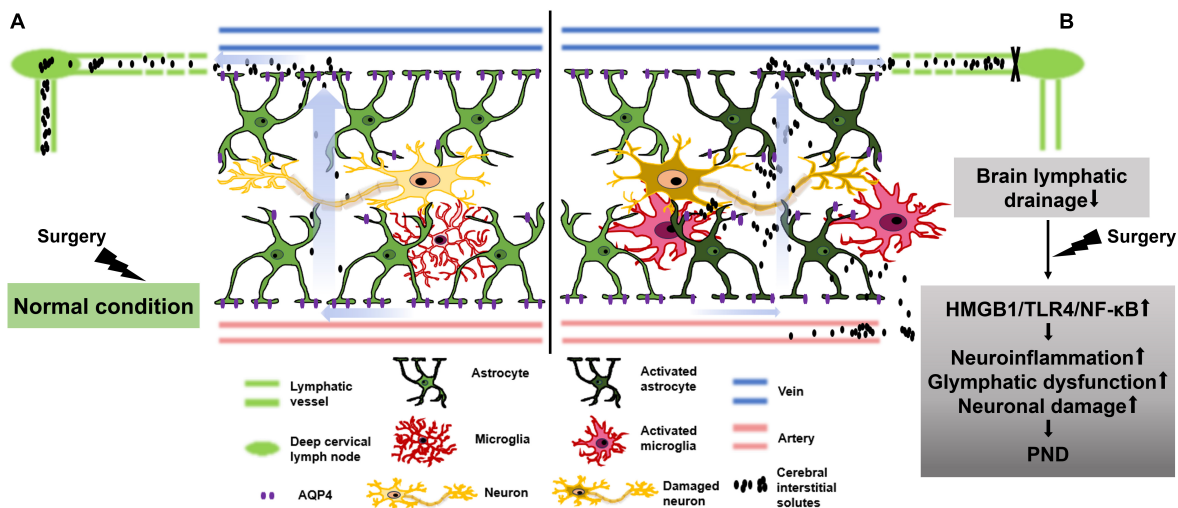 A
B
Brain lymphatic
drainage⬇
Surgery
Surgery
Normal condition
HMGB1/TLR4/NF-κB⬆
⬇
Neuroinflammation⬆
Glymphatic dysfunction⬆
Neuronal damage⬆
⬇
PND
Lymphatic
vessel
Astrocyte
Activated
astrocyte
Vein
Deep cervical
lymph node
Microglia
Activated
microglia
Artery
AQP4
Neuron
Damaged
neuron
Cerebral
interstitial
solutes